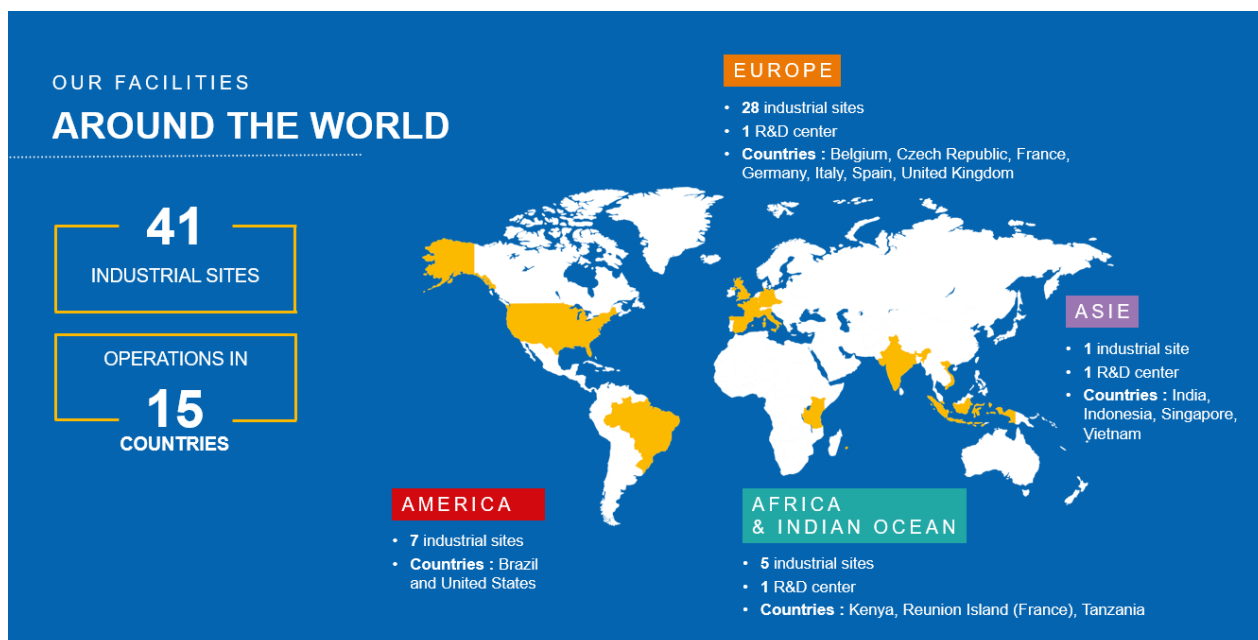 OUR FACILITIES
AROUND THE WORLD
41
INDUSTRIAL SITES
OPERATIONS IN
15
COUNTRIES
EUROPE
• 28 industrial sites
• 1 R&D center
• Countries : Belgium, Czech Republic, France,
Germany, Italy, Spain, United Kingdom
ASIE
• 1 industrial site
• 1 R&D center
• Countries : India,
Indonesia, Singapore,
Vietnam
AMERICA
• 7 industrial sites
• Countries : Brazil
and United States
AFRICA
& INDIAN OCEAN
• 5 industrial sites
• 1 R&D center
• Countries : Kenya, Reunion Island (France), Tanzania